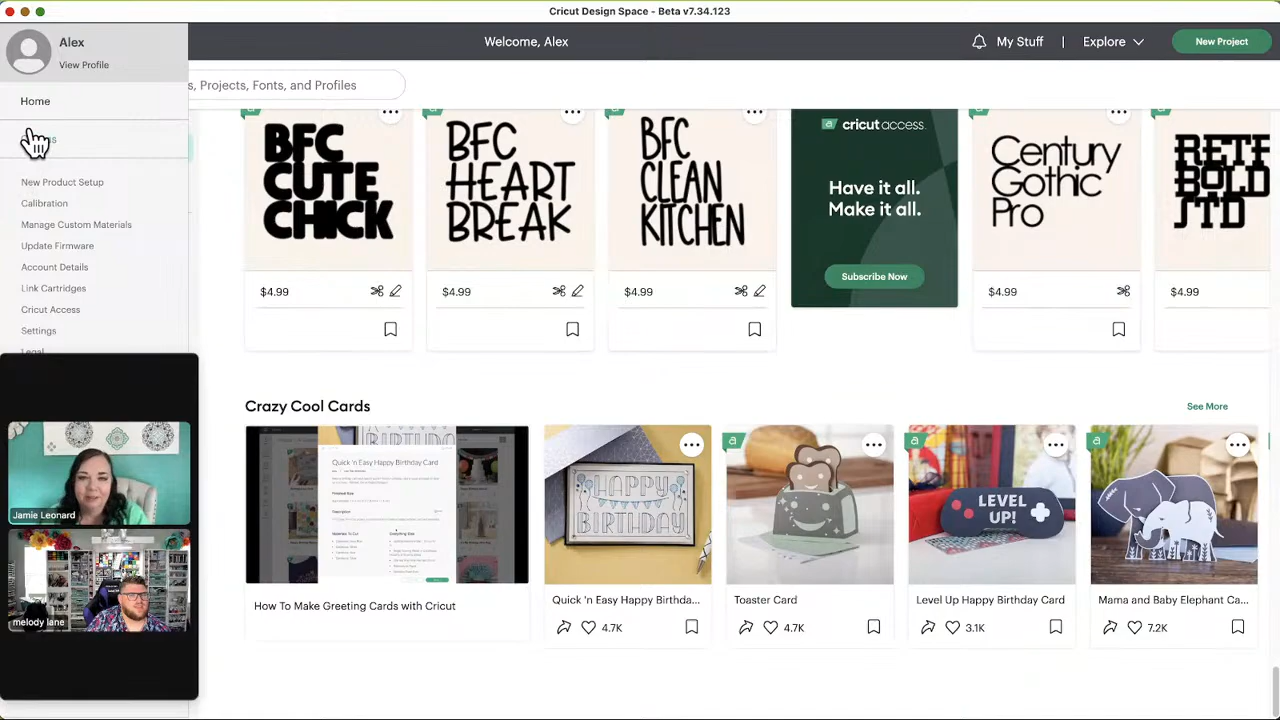 Cricut Design Space - Beta v7.34.123
Alex
View Profile
Welcome, Alex
My Stuff | Explore
New Project
Home
s, Projects, Fonts, and Profiles
New Product Setup
Calibration
Manage Custom Materials
Update Firmware
Account Details
Link Cartridges
Cricut Access
Settings
Legal
BFC
CUTE
CHICK
$4.99
BFC
HEART
BREAK
$4.99
BFC
CLEAN
KITCHEN
$4.99
a cricut access.
Have it all.
Make it all.
Subscribe Now
Century
Gothic
Pro
$4.99
BOLD
STD
$4.99
Crazy Cool Cards
See More
Quick 'n Easy Happy Birthday Card
How To Make Greeting Cards with Cricut
HAPPY
BIRTHDAY
Quick 'n Easy Happy Birthda...
4.7K
a
Toaster Card
4.7K
a
LEVEL
UP!
Level Up Happy Birthday Card
3.1K
a
Mama and Baby Elephant Ca...
7.2K
Jamie Leonard
melody lane